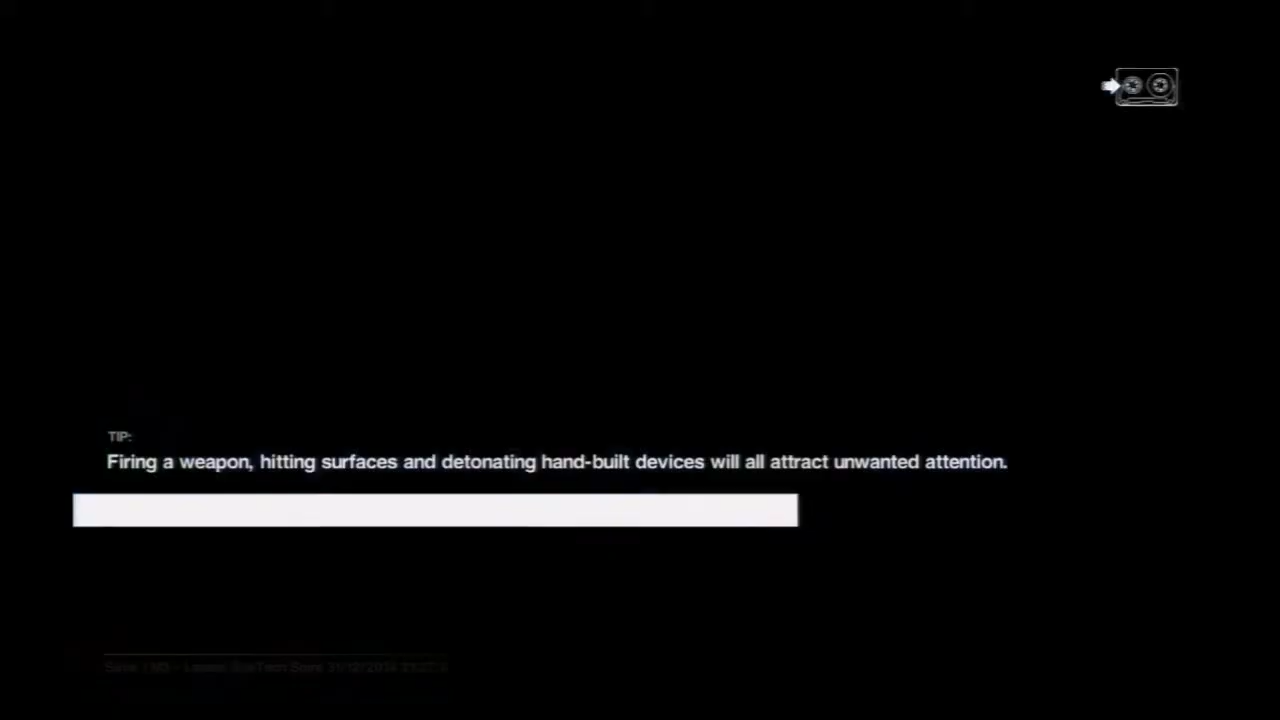 TIP:
Firing a weapon, hitting surfaces and detonating hand-built devices will all attract unwanted attention.